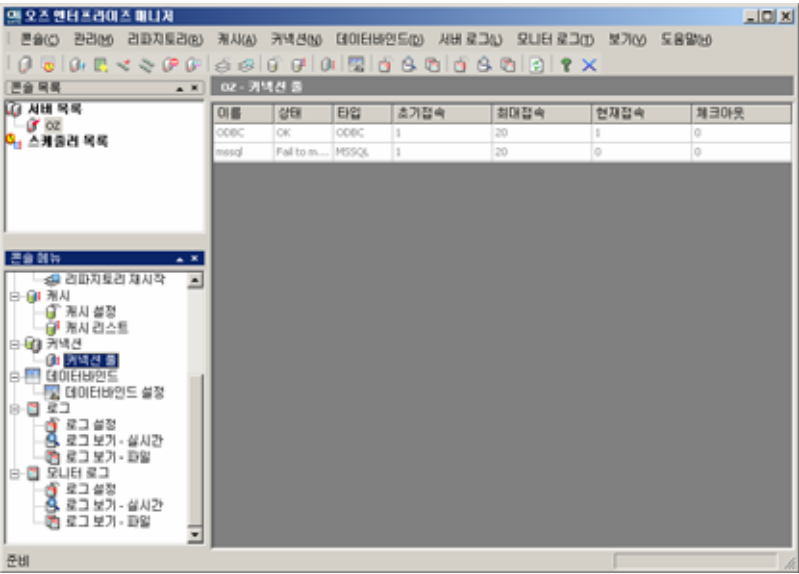 오즈 엔터프라이즈 매니저
콘솔(C) 관리(M) 리파지토리(R) 캐시(A) 커넥션(N) 데이터바인드(D) 서버 로그(L) 모니터 로그(T) 보기(V) 도움말(H)
콘솔 목록
서버 목록
OZ
스케줄러 목록
콘솔 메뉴
리파지토리 재시작
캐시
캐시 설정
캐시 리스트
커넥션
커넥션 풀
데이터바인드
데이터바인드 설정
로그
로그 설정
로그 보기 - 실시간
로그 보기 - 파일
모니터 로그
로그 설정
로그 보기 - 실시간
로그 보기 - 파일
oz - 커넥션 풀
이름 상태 타입 초기접속 최대접속 현재접속 체크아웃
ODBC OK ODBC 1 20 1 0
mssql Fail to m.... MSSQL 1 20 0 0
준비